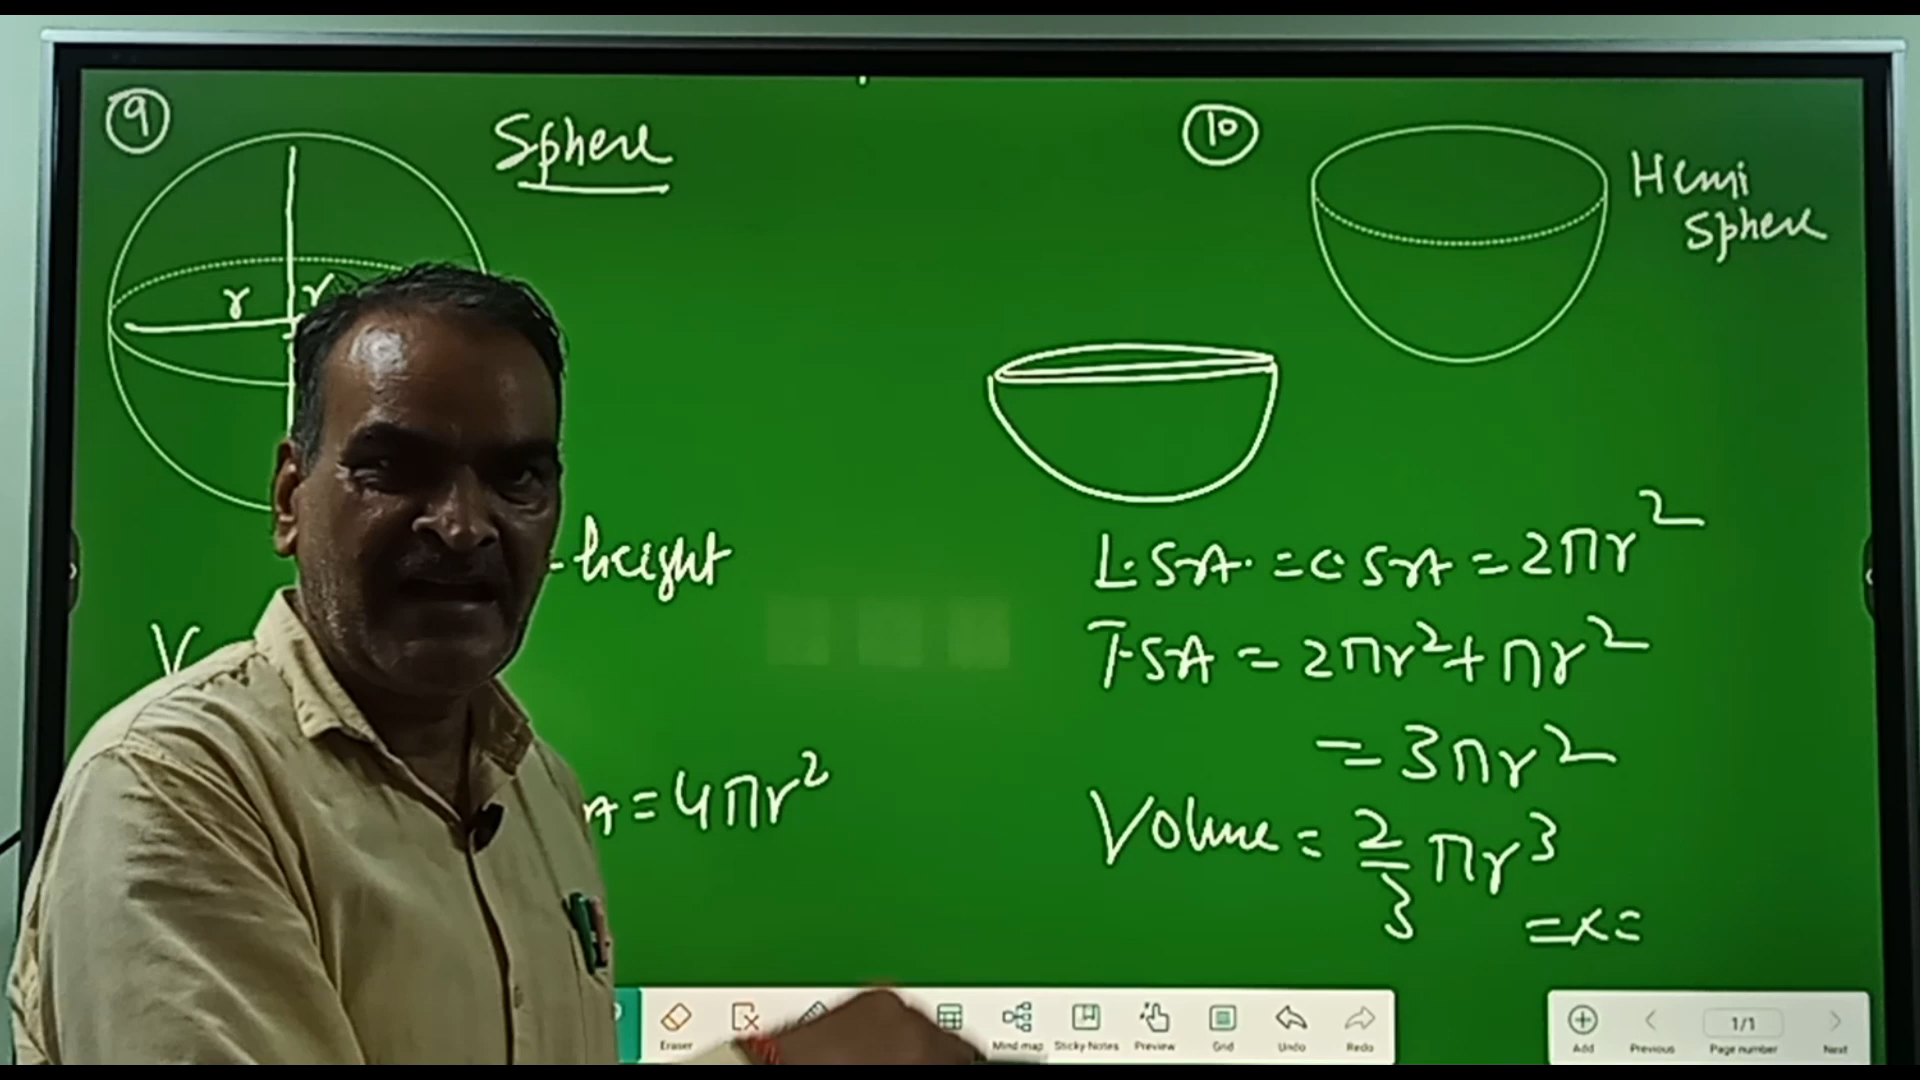 9
Sphere
r r
- height
V
A = 4πr²
10
Hemi
Sphere
L.S.A. = C.S.A = 2πr²
T.S.A = 2πr² + πr²
= 3πr²
Volume = 2/3 πr³
=x=
Eraser
Mind map Sticky Notes Preview Grid Undo Redo
Add Previous Page number Next
1/1